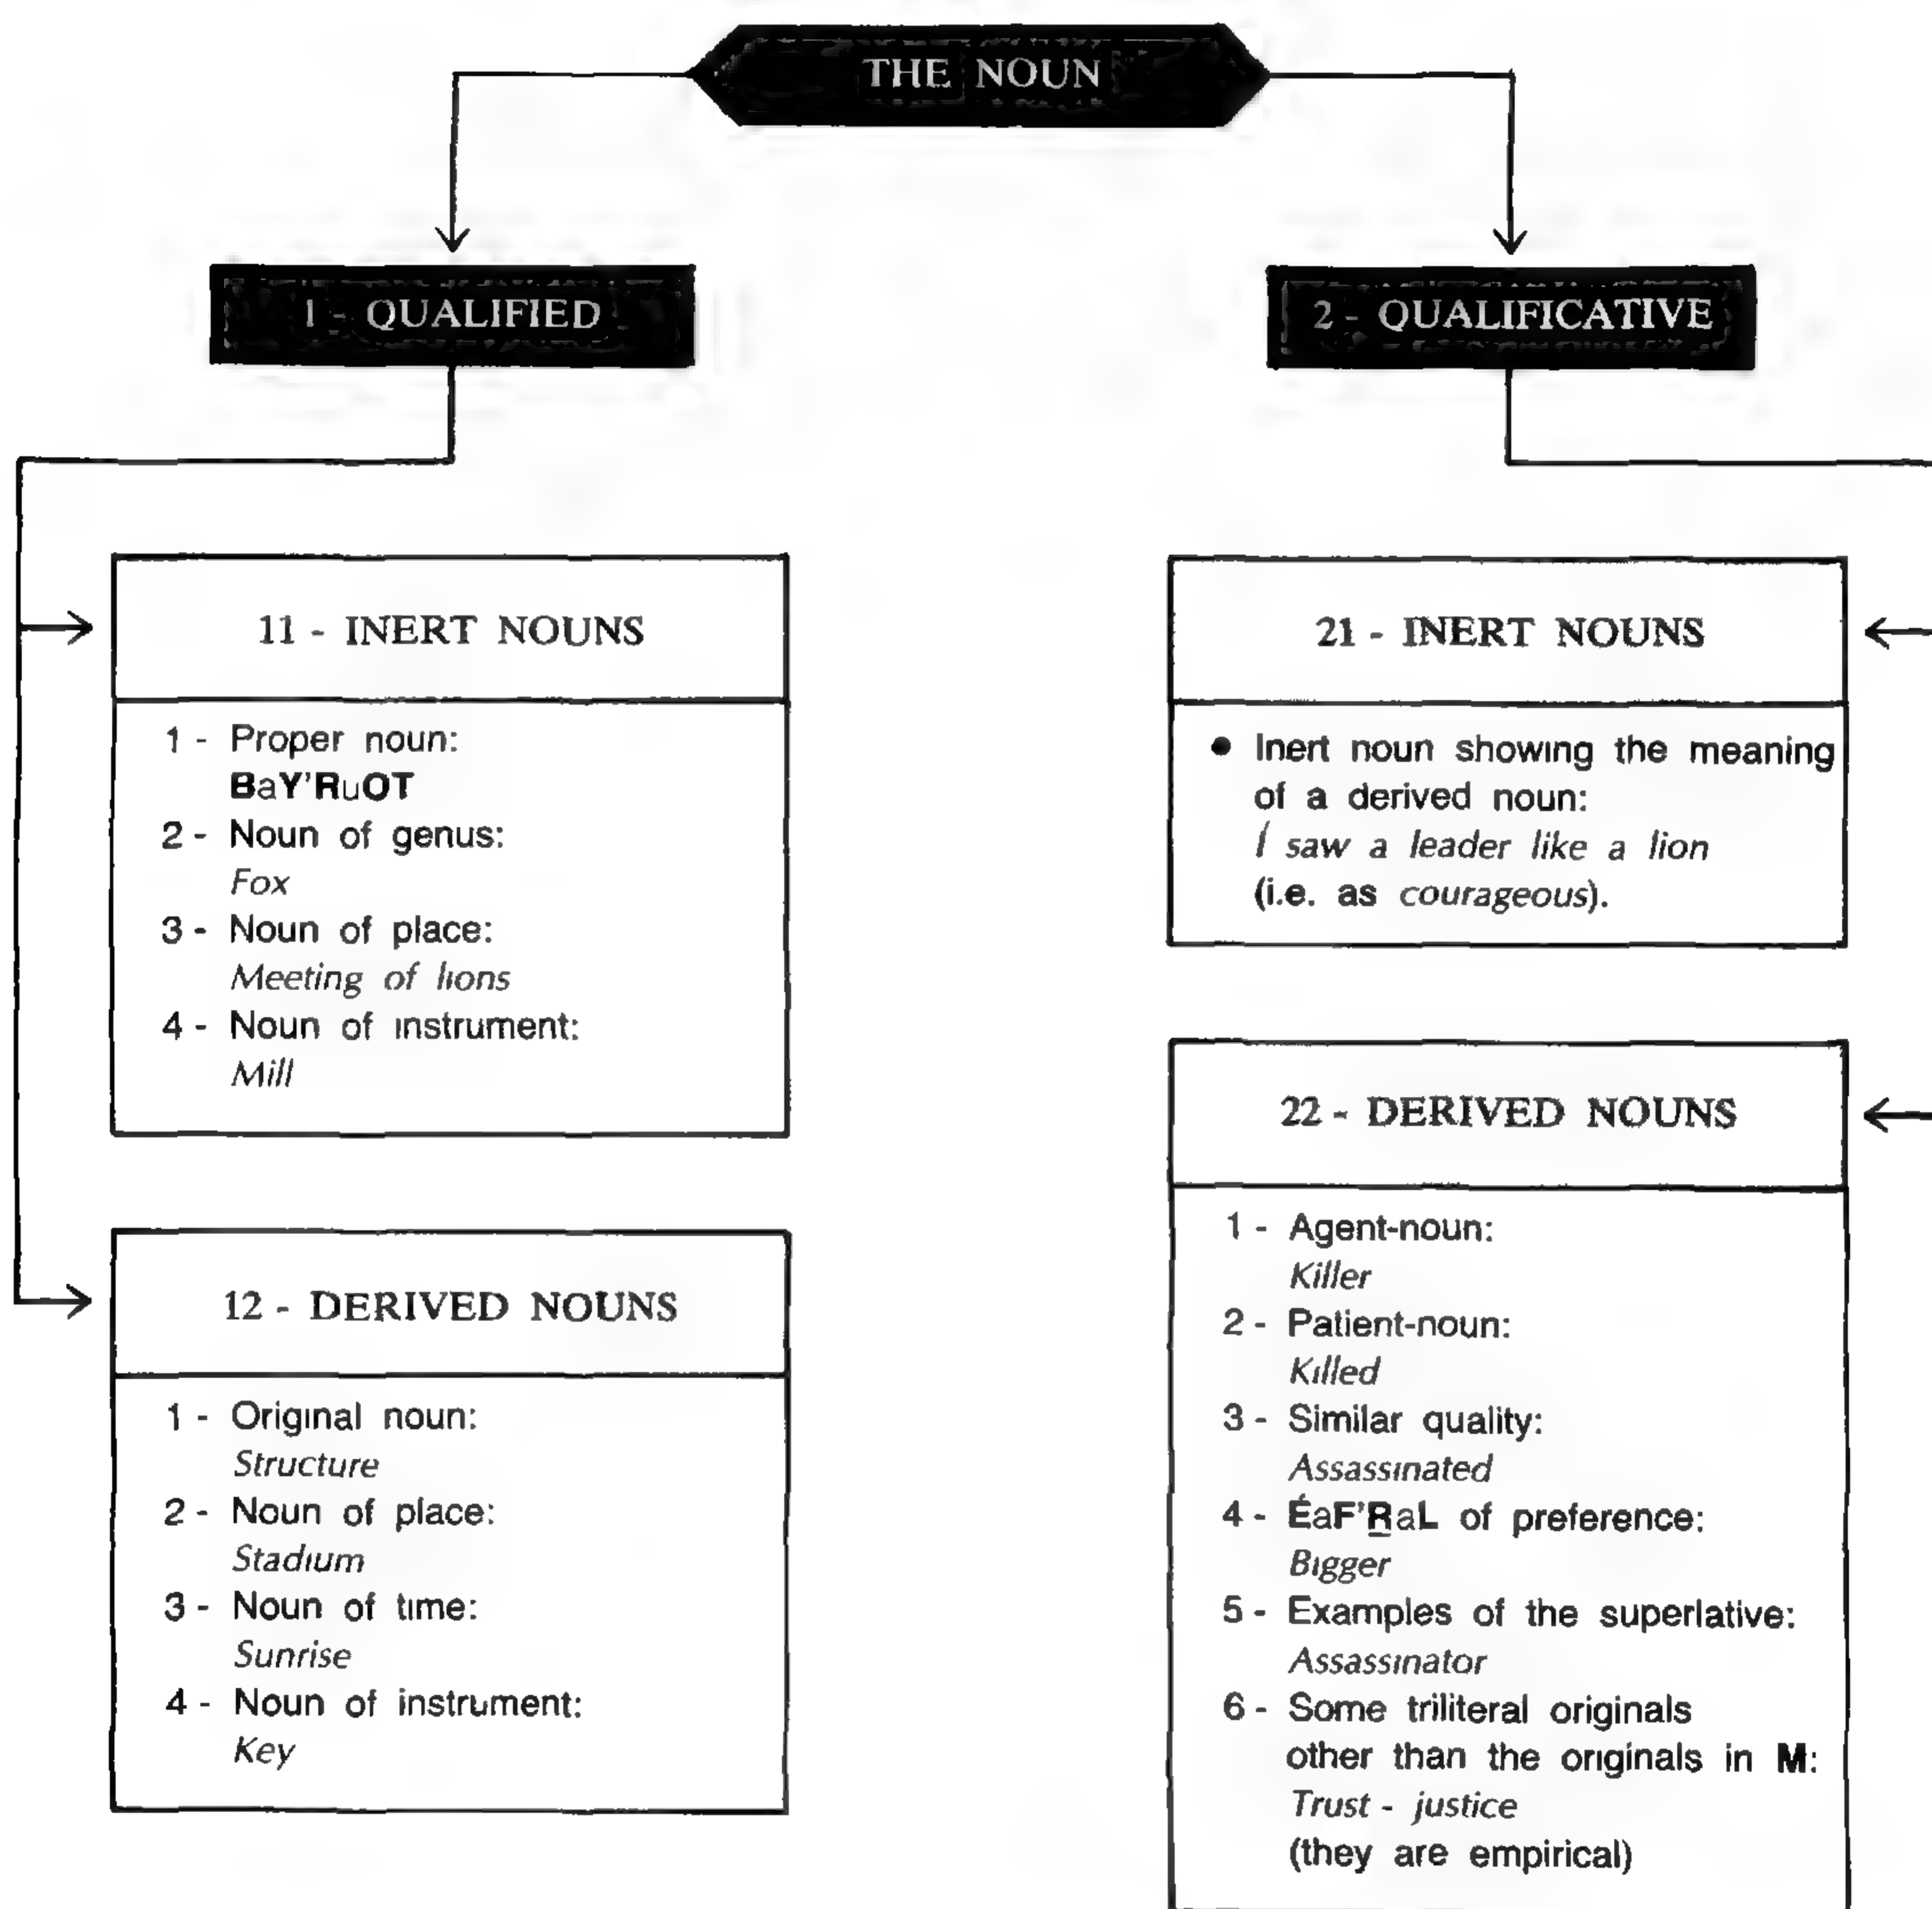 THE NOUN
1 - QUALIFIED
11 - INERT NOUNS
1 - Proper noun:
BaY'RuOT
2 - Noun of genus:
Fox
3 - Noun of place:
Meeting of lions
4 - Noun of instrument:
Mill
12 - DERIVED NOUNS
1 - Original noun:
Structure
2 - Noun of place:
Stadium
3 - Noun of time:
Sunrise
4 - Noun of instrument:
Key
2 - QUALIFICATIVE
21 - INERT NOUNS
• Inert noun showing the meaning
of a derived noun:
I saw a leader like a lion
(i.e. as courageous).
22 - DERIVED NOUNS
1 - Agent-noun:
Killer
2 - Patient-noun:
Killed
3 - Similar quality:
Assassinated
4 - ÉaF'R̲aL of preference:
Bigger
5 - Examples of the superlative:
Assassinator
6 - Some triliteral originals
other than the originals in M:
Trust - justice
(they are empirical)